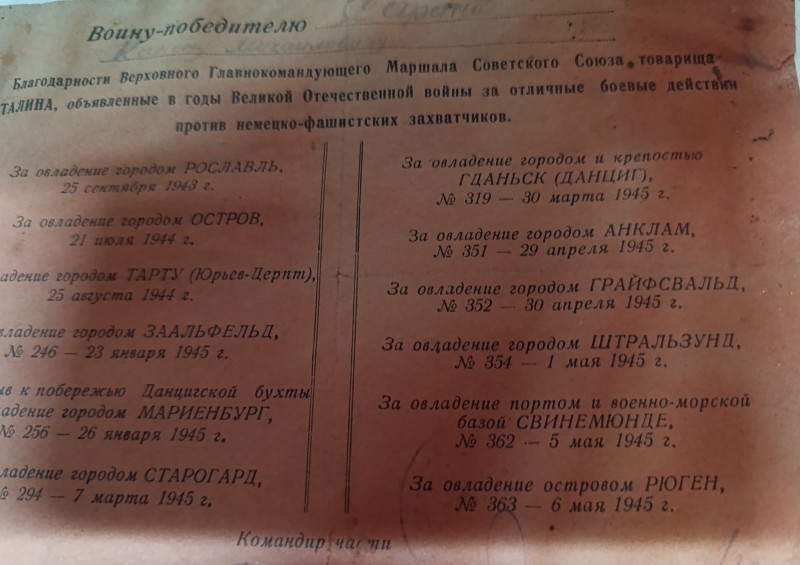 Воину-победителю
Благодарности Верховного Главнокомандующего Маршала Советского Союза товарища
ТАЛИНА, объявленные в годы Великой Отечественной войны за отличные боевые действия
против немецко-фашистских захватчиков.
За овладение городом РОСЛАВЛЬ,
25 сентября 1943 г.
За овладение городом ОСТРОВ,
21 июля 1944 г.
ладение городом ТАРТУ (Юрьев-Дерпт),
25 августа 1944 г.
владение городом ЗААЛЬФЕЛЬД,
№ 246 — 23 января 1945 г.
ыв к побережью Данцигской бухты
ладение городом МАРИЕНБУРГ,
№ 256 — 26 января 1945 г.
ладение городом СТАРОГАРД,
№ 294 — 7 марта 1945 г.
За овладение городом и крепостью
ГДАНЬСК (ДАНЦИГ),
№ 319 — 30 марта 1945 г.
За овладение городом АНКЛАМ,
№ 351 — 29 апреля 1945 г.
За овладение городом ГРАЙФСВАЛЬД,
№ 352 — 30 апреля 1945 г.
За овладение городом ШТРАЛЬЗУНД,
№ 354 — 1 мая 1945 г.
За овладение портом и военно-морской
базой СВИНЕМЮНДЕ,
№ 362 — 5 мая 1945 г.
За овладение островом РЮГЕН,
№ 363 — 6 мая 1945 г.
Командир части